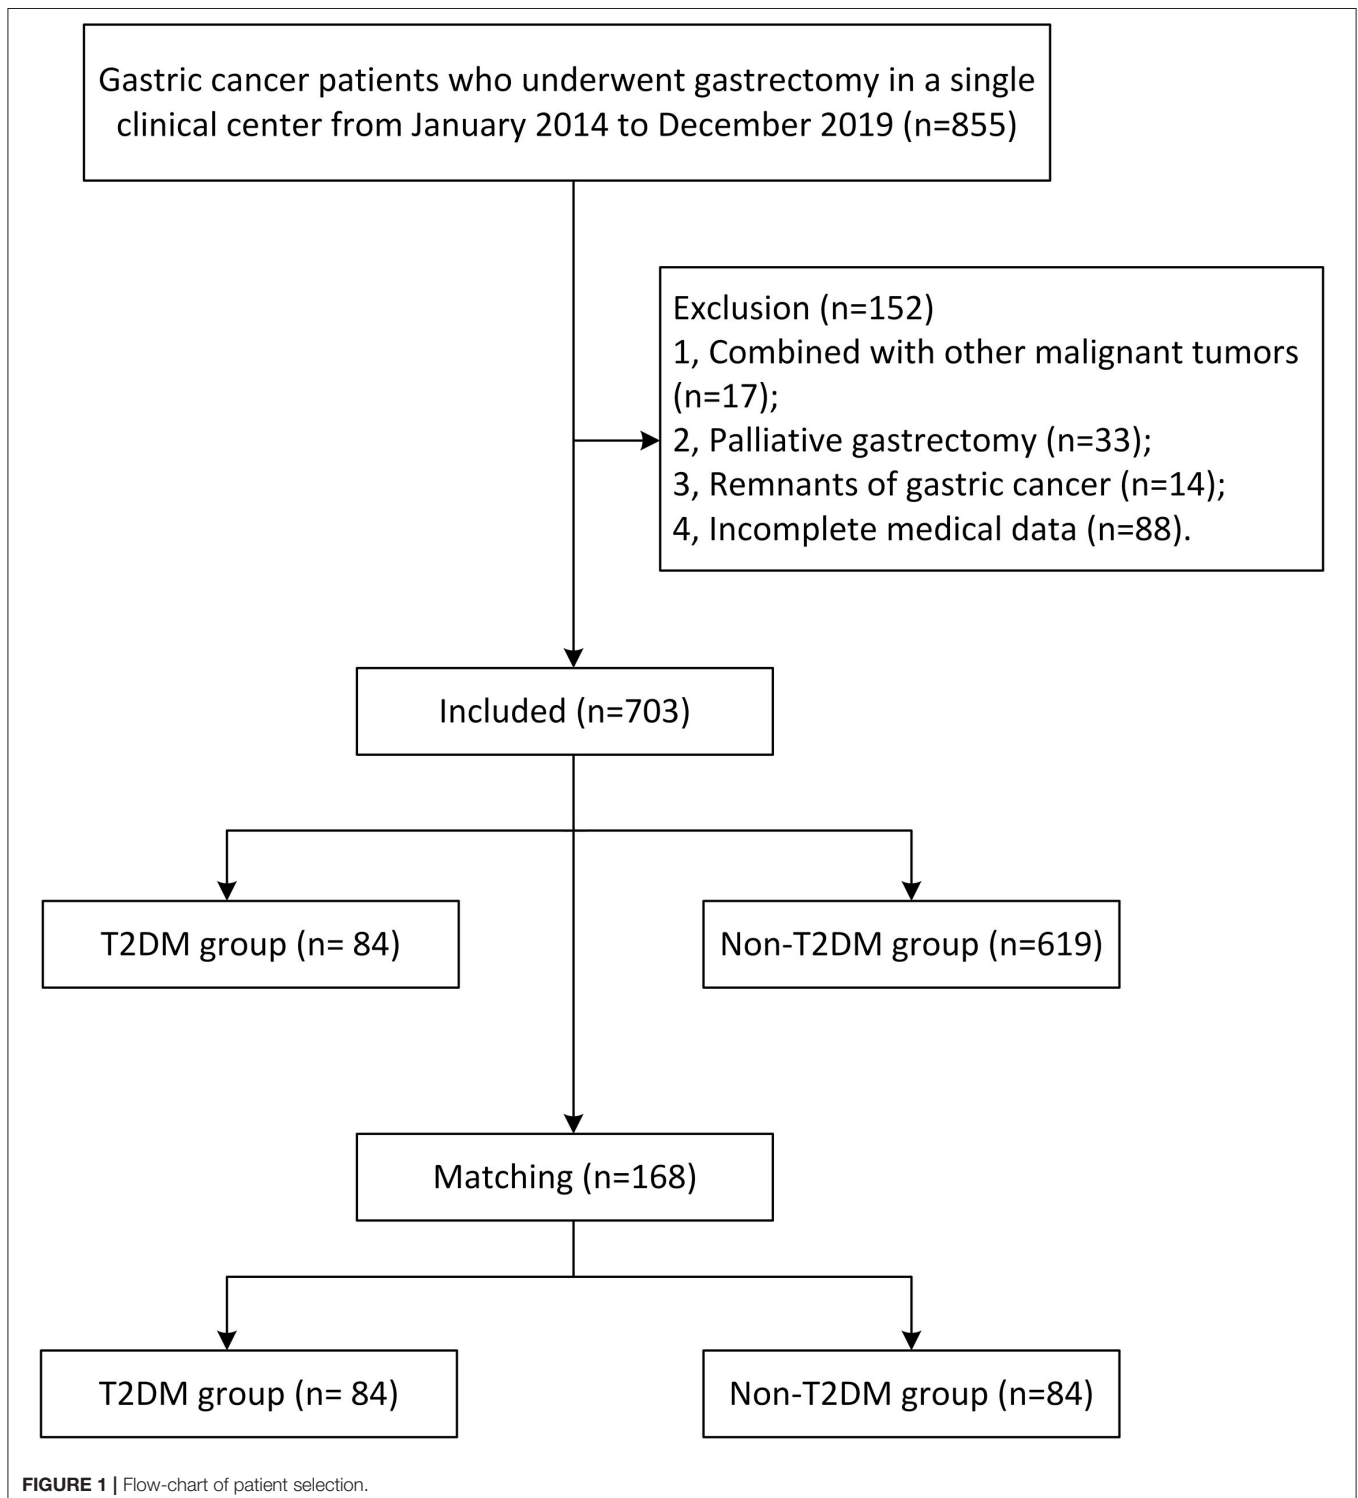 Gastric cancer patients who underwent gastrectomy in a single
clinical center from January 2014 to December 2019 (n=855)
Exclusion (n=152)
1, Combined with other malignant tumors
(n=17);
2, Palliative gastrectomy (n=33);
3, Remnants of gastric cancer (n=14);
4, Incomplete medical data (n=88).
Included (n=703)
T2DM group (n= 84)
Non-T2DM group (n=619)
Matching (n=168)
T2DM group (n= 84)
Non-T2DM group (n=84)
FIGURE 1 | Flow-chart of patient selection.